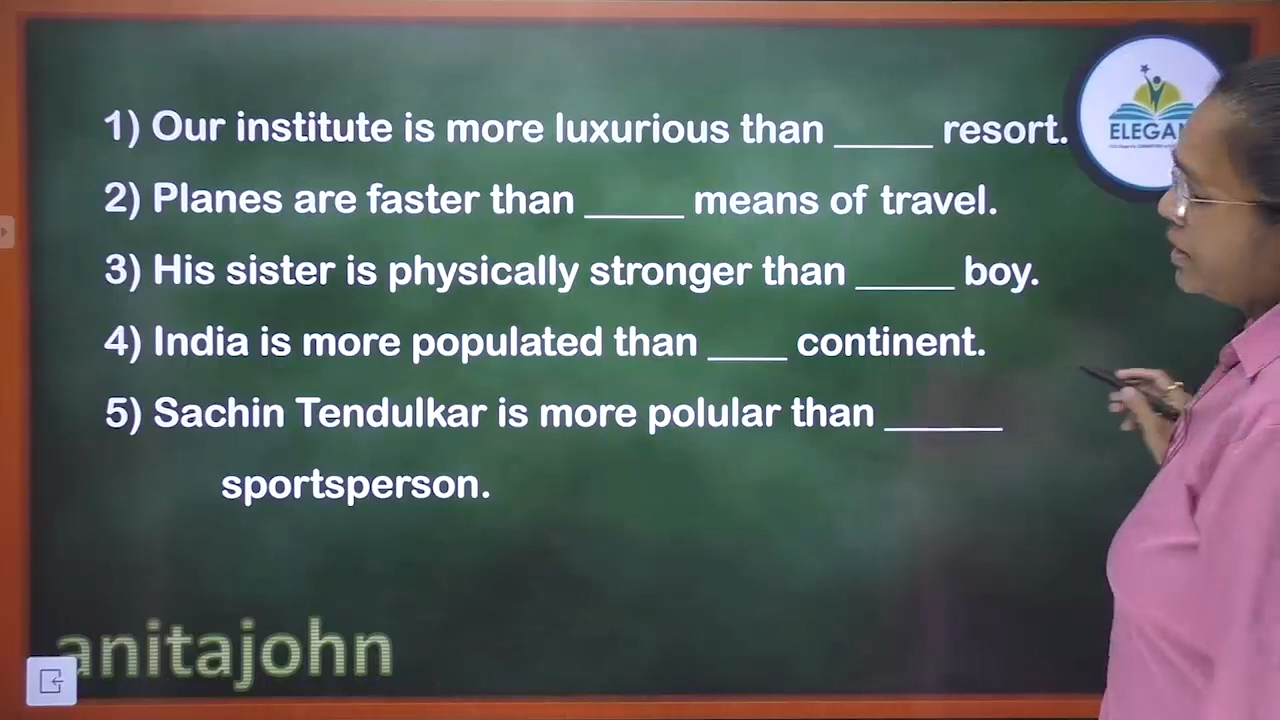 1) Our institute is more luxurious than _____ resort.
2) Planes are faster than _____ means of travel.
3) His sister is physically stronger than _____ boy.
4) India is more populated than ____ continent.
5) Sachin Tendulkar is more polular than ______
sportsperson.
ELEGAN
anitajohn